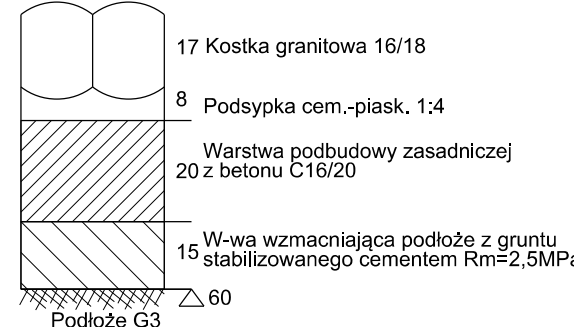 17 Kostka granitowa 16/18
8 Podsypka cem.-piask. 1:4
Warstwa podbudowy zasadniczej
20 z betonu C16/20
W-wa wzmacniająca podłoże z gruntu
15 stabilizowanego cementem Rm=2,5MPa
60
Podłoże G3